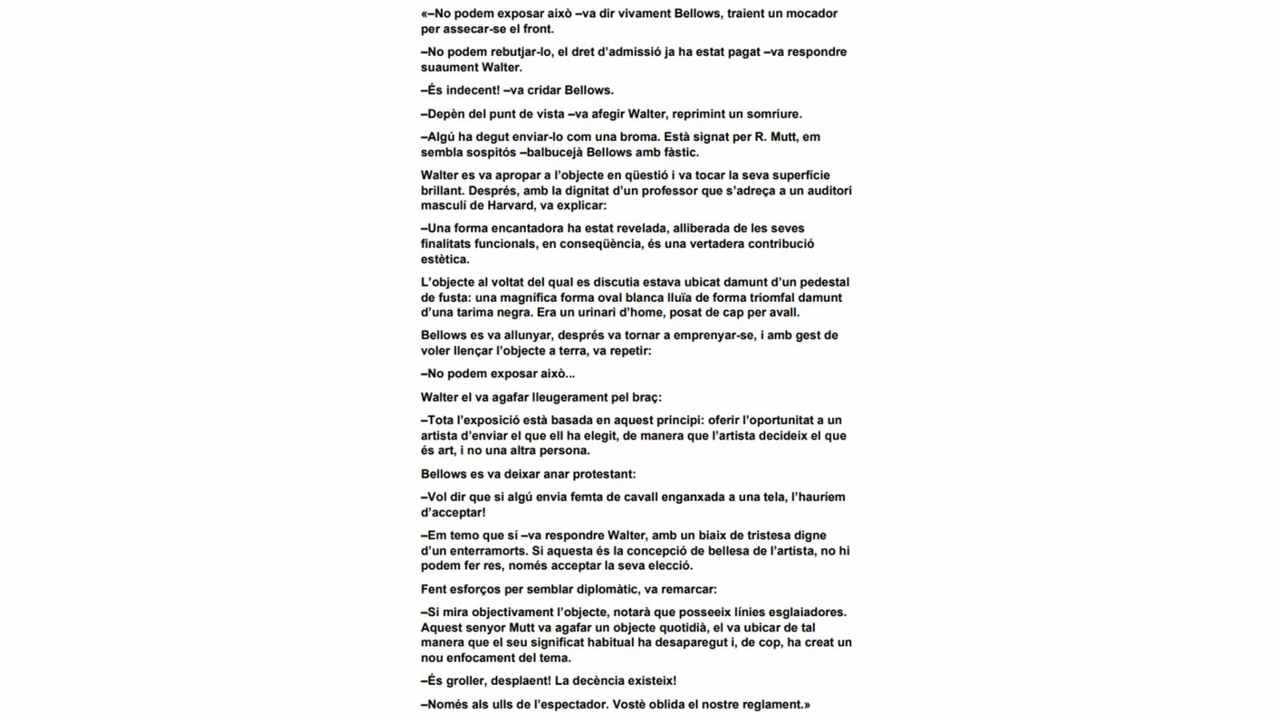 «–No podem exposar això –va dir vivament Bellows, traient un mocador
per assecar-se el front.
–No podem rebutjar-lo, el dret d’admissió ja ha estat pagat –va respondre
suaument Walter.
–És indecent! –va cridar Bellows.
–Depèn del punt de vista –va afegir Walter, reprimint un somriure.
–Algú ha degut enviar-lo com una broma. Està signat per R. Mutt, em
sembla sospitós –balbucejà Bellows amb fàstic.
Walter es va apropar a l’objecte en qüestió i va tocar la seva superfície
brillant. Després, amb la dignitat d’un professor que s’adreça a un auditori
masculí de Harvard, va explicar:
–Una forma encantadora ha estat revelada, alliberada de les seves
finalitats funcionals, en conseqüència, és una vertadera contribució
estètica.
L’objecte al voltat del qual es discutia estava ubicat damunt d’un pedestal
de fusta: una magnífica forma oval blanca lluïa de forma triomfal damunt
d’una tarima negra. Era un urinari d’home, posat de cap per avall.
Bellows es va allunyar, després va tornar a emprenyar-se, i amb gest de
voler llençar l’objecte a terra, va repetir:
–No podem exposar això...
Walter el va agafar lleugerament pel braç:
–Tota l’exposició està basada en aquest principi: oferir l’oportunitat a un
artista d’enviar el que ell ha elegit, de manera que l’artista decideix el que
és art, i no una altra persona.
Bellows es va deixar anar protestant:
–Vol dir que si algú envia femta de cavall enganxada a una tela, l’hauríem
d’acceptar!
–Em temo que sí –va respondre Walter, amb un biaix de tristesa digne
d’un enterramorts. Si aquesta és la concepció de bellesa de l’artista, no hi
podem fer res, només acceptar la seva elecció.
Fent esforços per semblar diplomàtic, va remarcar:
–Si mira objectivament l’objecte, notarà que posseeix línies esglaiadores.
Aquest senyor Mutt va agafar un objecte quotidià, el va ubicar de tal
manera que el seu significat habitual ha desaparegut i, de cop, ha creat un
nou enfocament del tema.
–És groller, desplaent! La decència existeix!
–Només als ulls de l’espectador. Vostè oblida el nostre reglament.»